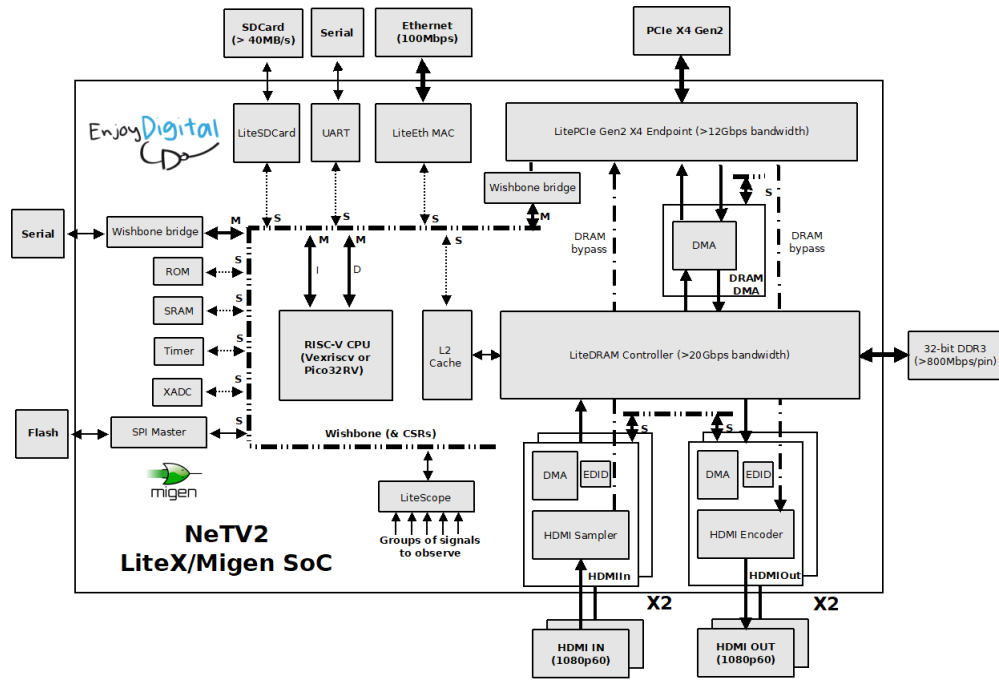 SDCard
(> 40MB/s)
Serial
Ethernet
(100Mbps)
PCIe X4 Gen2
EnjoyDigital
LiteSDCard
UART
LiteEth MAC
LitePCIe Gen2 X4 Endpoint (>12Gbps bandwidth)
Wishbone bridge
S
S
S
M
S
DRAM
bypass
DMA
DRAM
DMA
DRAM
bypass
Serial
Wishbone bridge
M
M
M
S
I
D
ROM
S
SRAM
S
Timer
S
XADC
S
Flash
SPI Master
S
RISC-V CPU
(Vexriscv or
Pico32RV)
L2
Cache
LiteDRAM Controller (>20Gbps bandwidth)
32-bit DDR3
(>800Mbps/pin)
Wishbone (& CSRs)
S
S
DMA
EDID
HDMI Sampler
HDMIIn
DMA
EDID
HDMI Encoder
HDMIOut
migen
LiteScope
Groups of signals
to observe
NeTV2
LiteX/Migen SoC
X2
X2
HDMI IN
(1080p60)
HDMI OUT
(1080p60)